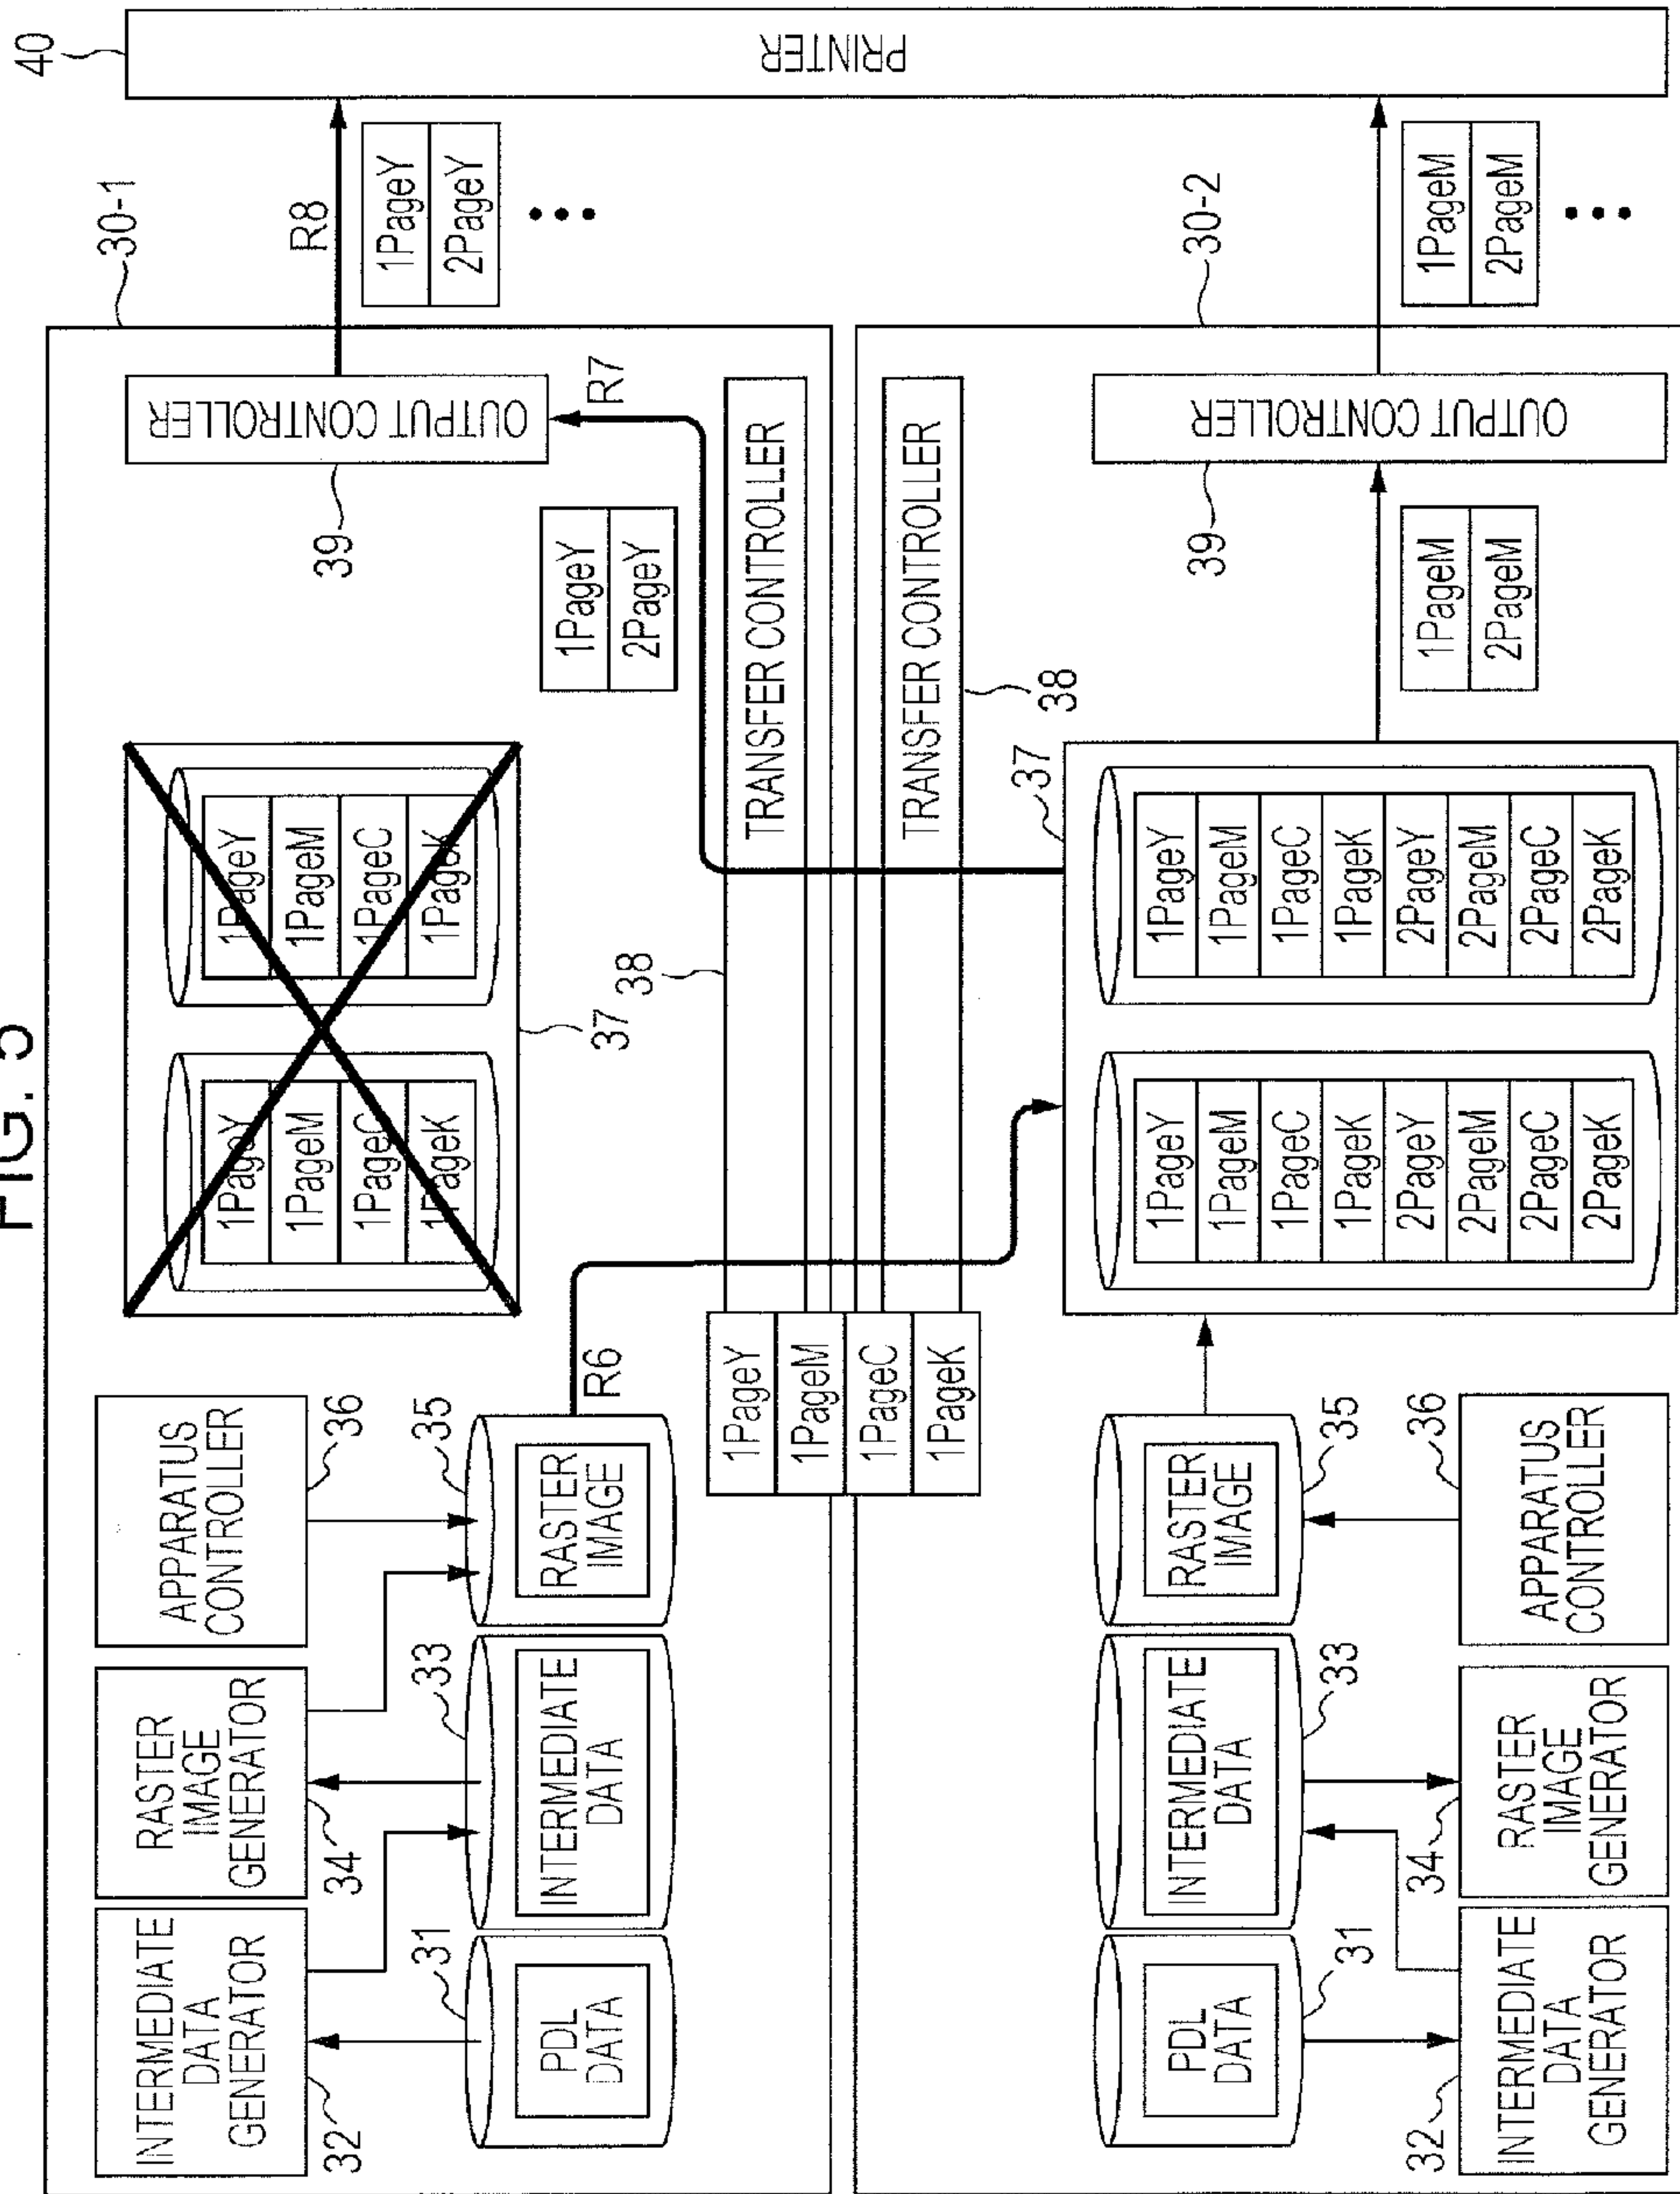 FIG. 5
30-1
INTERMEDIATE
DATA
GENERATOR
32
RASTER
IMAGE
GENERATOR
34
APPARATUS
CONTROLLER
36
PDL
DATA
31
INTERMEDIATE
DATA
33
RASTER
IMAGE
35
R6
1PageY
1PageM
1PageC
1PageK
1PageY
1PageM
1PageC
1PageK
37
1PageY
1PageM
1PageC
1PageK
38
TRANSFER CONTROLLER
1PageY
2PageY
R7
OUTPUT CONTROLLER
39
R8
1PageY
2PageY
•••
40
PRINTER
30-2
TRANSFER CONTROLLER
38
PDL
DATA
31
INTERMEDIATE
DATA
33
RASTER
IMAGE
35
INTERMEDIATE
DATA
GENERATOR
32
RASTER
IMAGE
GENERATOR
34
APPARATUS
CONTROLLER
36
37
1PageY
1PageM
1PageC
1PageK
2PageY
2PageM
2PageC
2PageK
1PageY
1PageM
1PageC
1PageK
2PageY
2PageM
2PageC
2PageK
1PageM
2PageM
OUTPUT CONTROLLER
39
1PageM
2PageM
•••